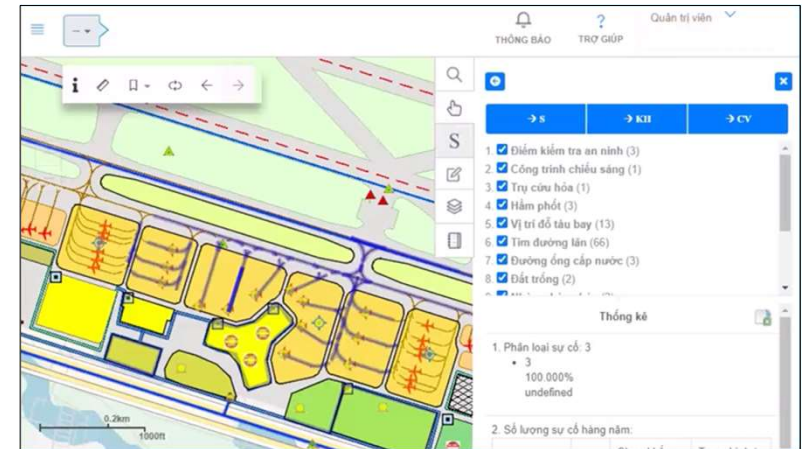 THÔNG BÁO
TRỢ GIÚP
Quản trị viên
S
→ S
→ KH
→ CV
1. Điểm kiểm tra an ninh (3)
2. Công trình chiếu sáng (1)
3. Trụ cứu hỏa (1)
4. Hầm phốt (3)
5. Vị trí đỗ tàu bay (13)
6. Tim đường lăn (66)
7. Đường ống cấp nước (3)
8. Đất trống (2)
Thống kê
1. Phân loại sự cố: 3
• 3
100.000%
undefined
2. Số lượng sự cố hàng năm:
0.2km
1000ft